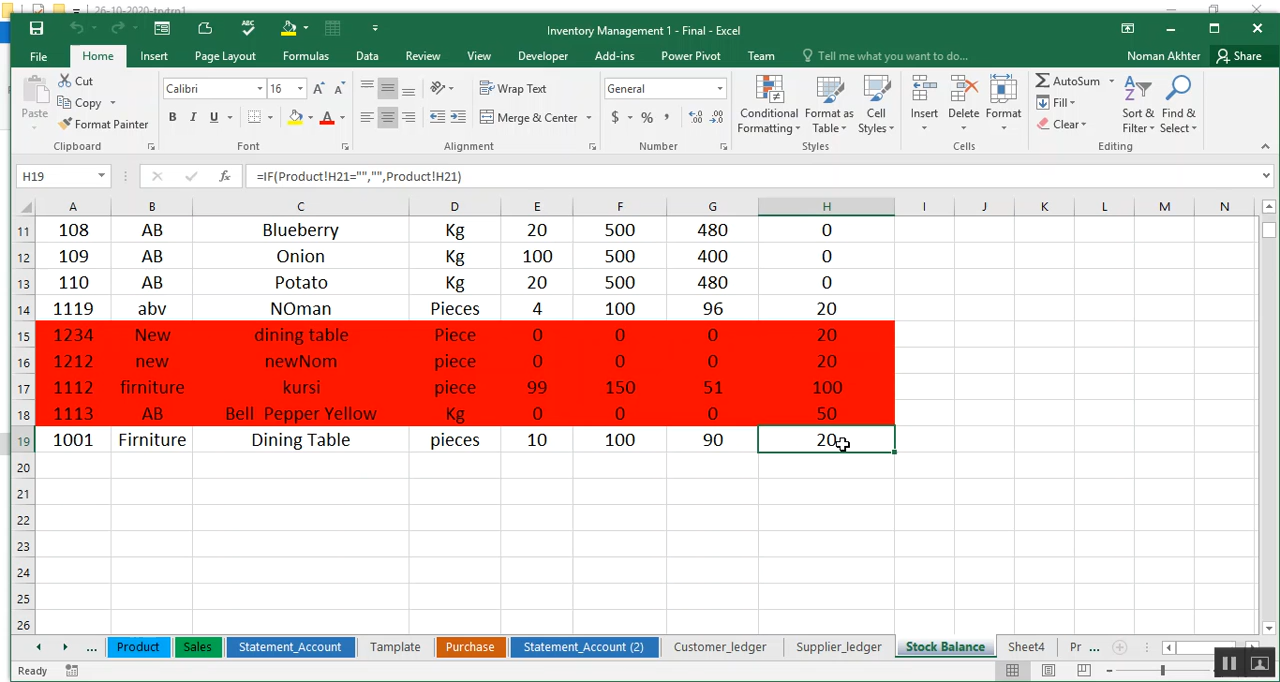 26-10-2020-tptrp1
Inventory Management 1 - Final - Excel
File Home Insert Page Layout Formulas Data Review View Developer Add-ins Power Pivot Team Tell me what you want to do... Noman Akhter Share
Paste Cut Copy Format Painter Clipboard
Calibri 16 B I U A Font
Wrap Text Merge & Center Alignment
General $ % , Number
Conditional Formatting Format as Table Cell Styles Styles
Insert Delete Format Cells
AutoSum Fill Clear Sort & Filter Find & Select Editing
H19 fx =IF(Product!H21="","",Product!H21)
A B C D E F G H I J K L M N
11 108 AB Blueberry Kg 20 500 480 0
12 109 AB Onion Kg 100 500 400 0
13 110 AB Potato Kg 20 500 480 0
14 1119 abv NOman Pieces 4 100 96 20
15 1234 New dining table Piece 0 0 0 20
16 1212 new newNom piece 0 0 0 20
17 1112 firniture kursi piece 99 150 51 100
18 1113 AB Bell Pepper Yellow Kg 0 0 0 50
19 1001 Firniture Dining Table pieces 10 100 90 20
20
21
22
23
24
25
26
... Product Sales Statement_Account Template Purchase Statement_Account (2) Customer_ledger Supplier_ledger Stock Balance Sheet4 Pr ...
Ready